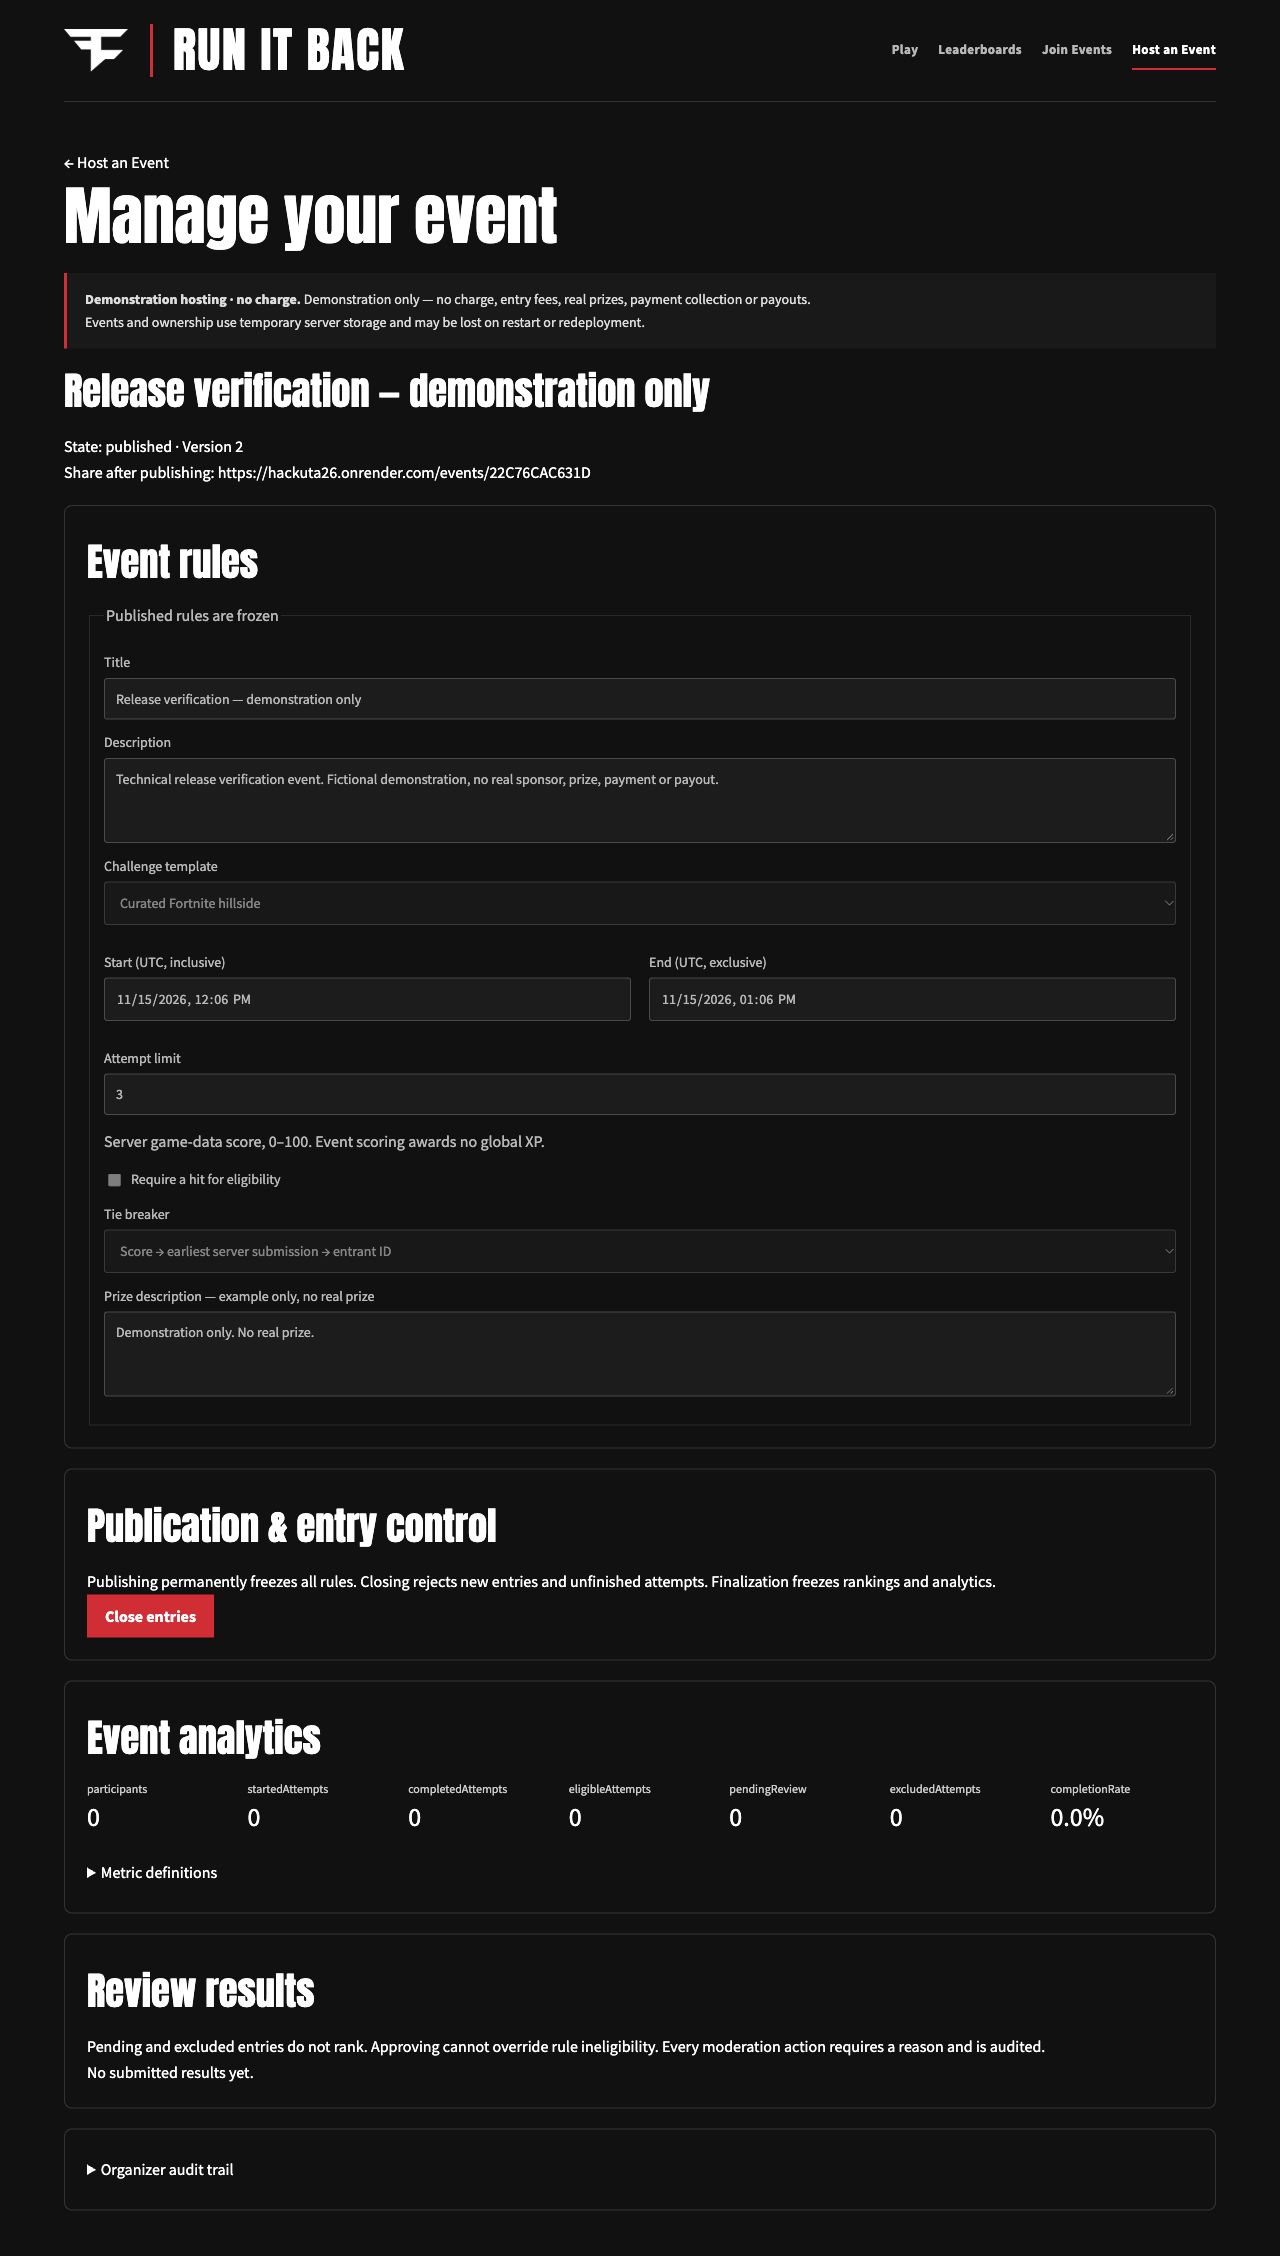 RUN IT BACK
Play
Leaderboards
Join Events
Host an Event
← Host an Event
Manage your event
Demonstration hosting · no charge. Demonstration only — no charge, entry fees, real prizes, payment collection or payouts.
Events and ownership use temporary server storage and may be lost on restart or redeployment.
Release verification — demonstration only
State: published · Version 2
Share after publishing: https://hackuta26.onrender.com/events/22C76CAC631D
Event rules
Published rules are frozen
Title
Release verification — demonstration only
Description
Technical release verification event. Fictional demonstration, no real sponsor, prize, payment or payout.
Challenge template
Curated Fortnite hillside
Start (UTC, inclusive)
11/15/2026, 12:06 PM
End (UTC, exclusive)
11/15/2026, 01:06 PM
Attempt limit
3
Server game-data score, 0–100. Event scoring awards no global XP.
Require a hit for eligibility
Tie breaker
Score → earliest server submission → entrant ID
Prize description — example only, no real prize
Demonstration only. No real prize.
Publication & entry control
Publishing permanently freezes all rules. Closing rejects new entries and unfinished attempts. Finalization freezes rankings and analytics.
Close entries
Event analytics
participants
0
startedAttempts
0
completedAttempts
0
eligibleAttempts
0
pendingReview
0
excludedAttempts
0
completionRate
0.0%
▶ Metric definitions
Review results
Pending and excluded entries do not rank. Approving cannot override rule ineligibility. Every moderation action requires a reason and is audited.
No submitted results yet.
▶ Organizer audit trail